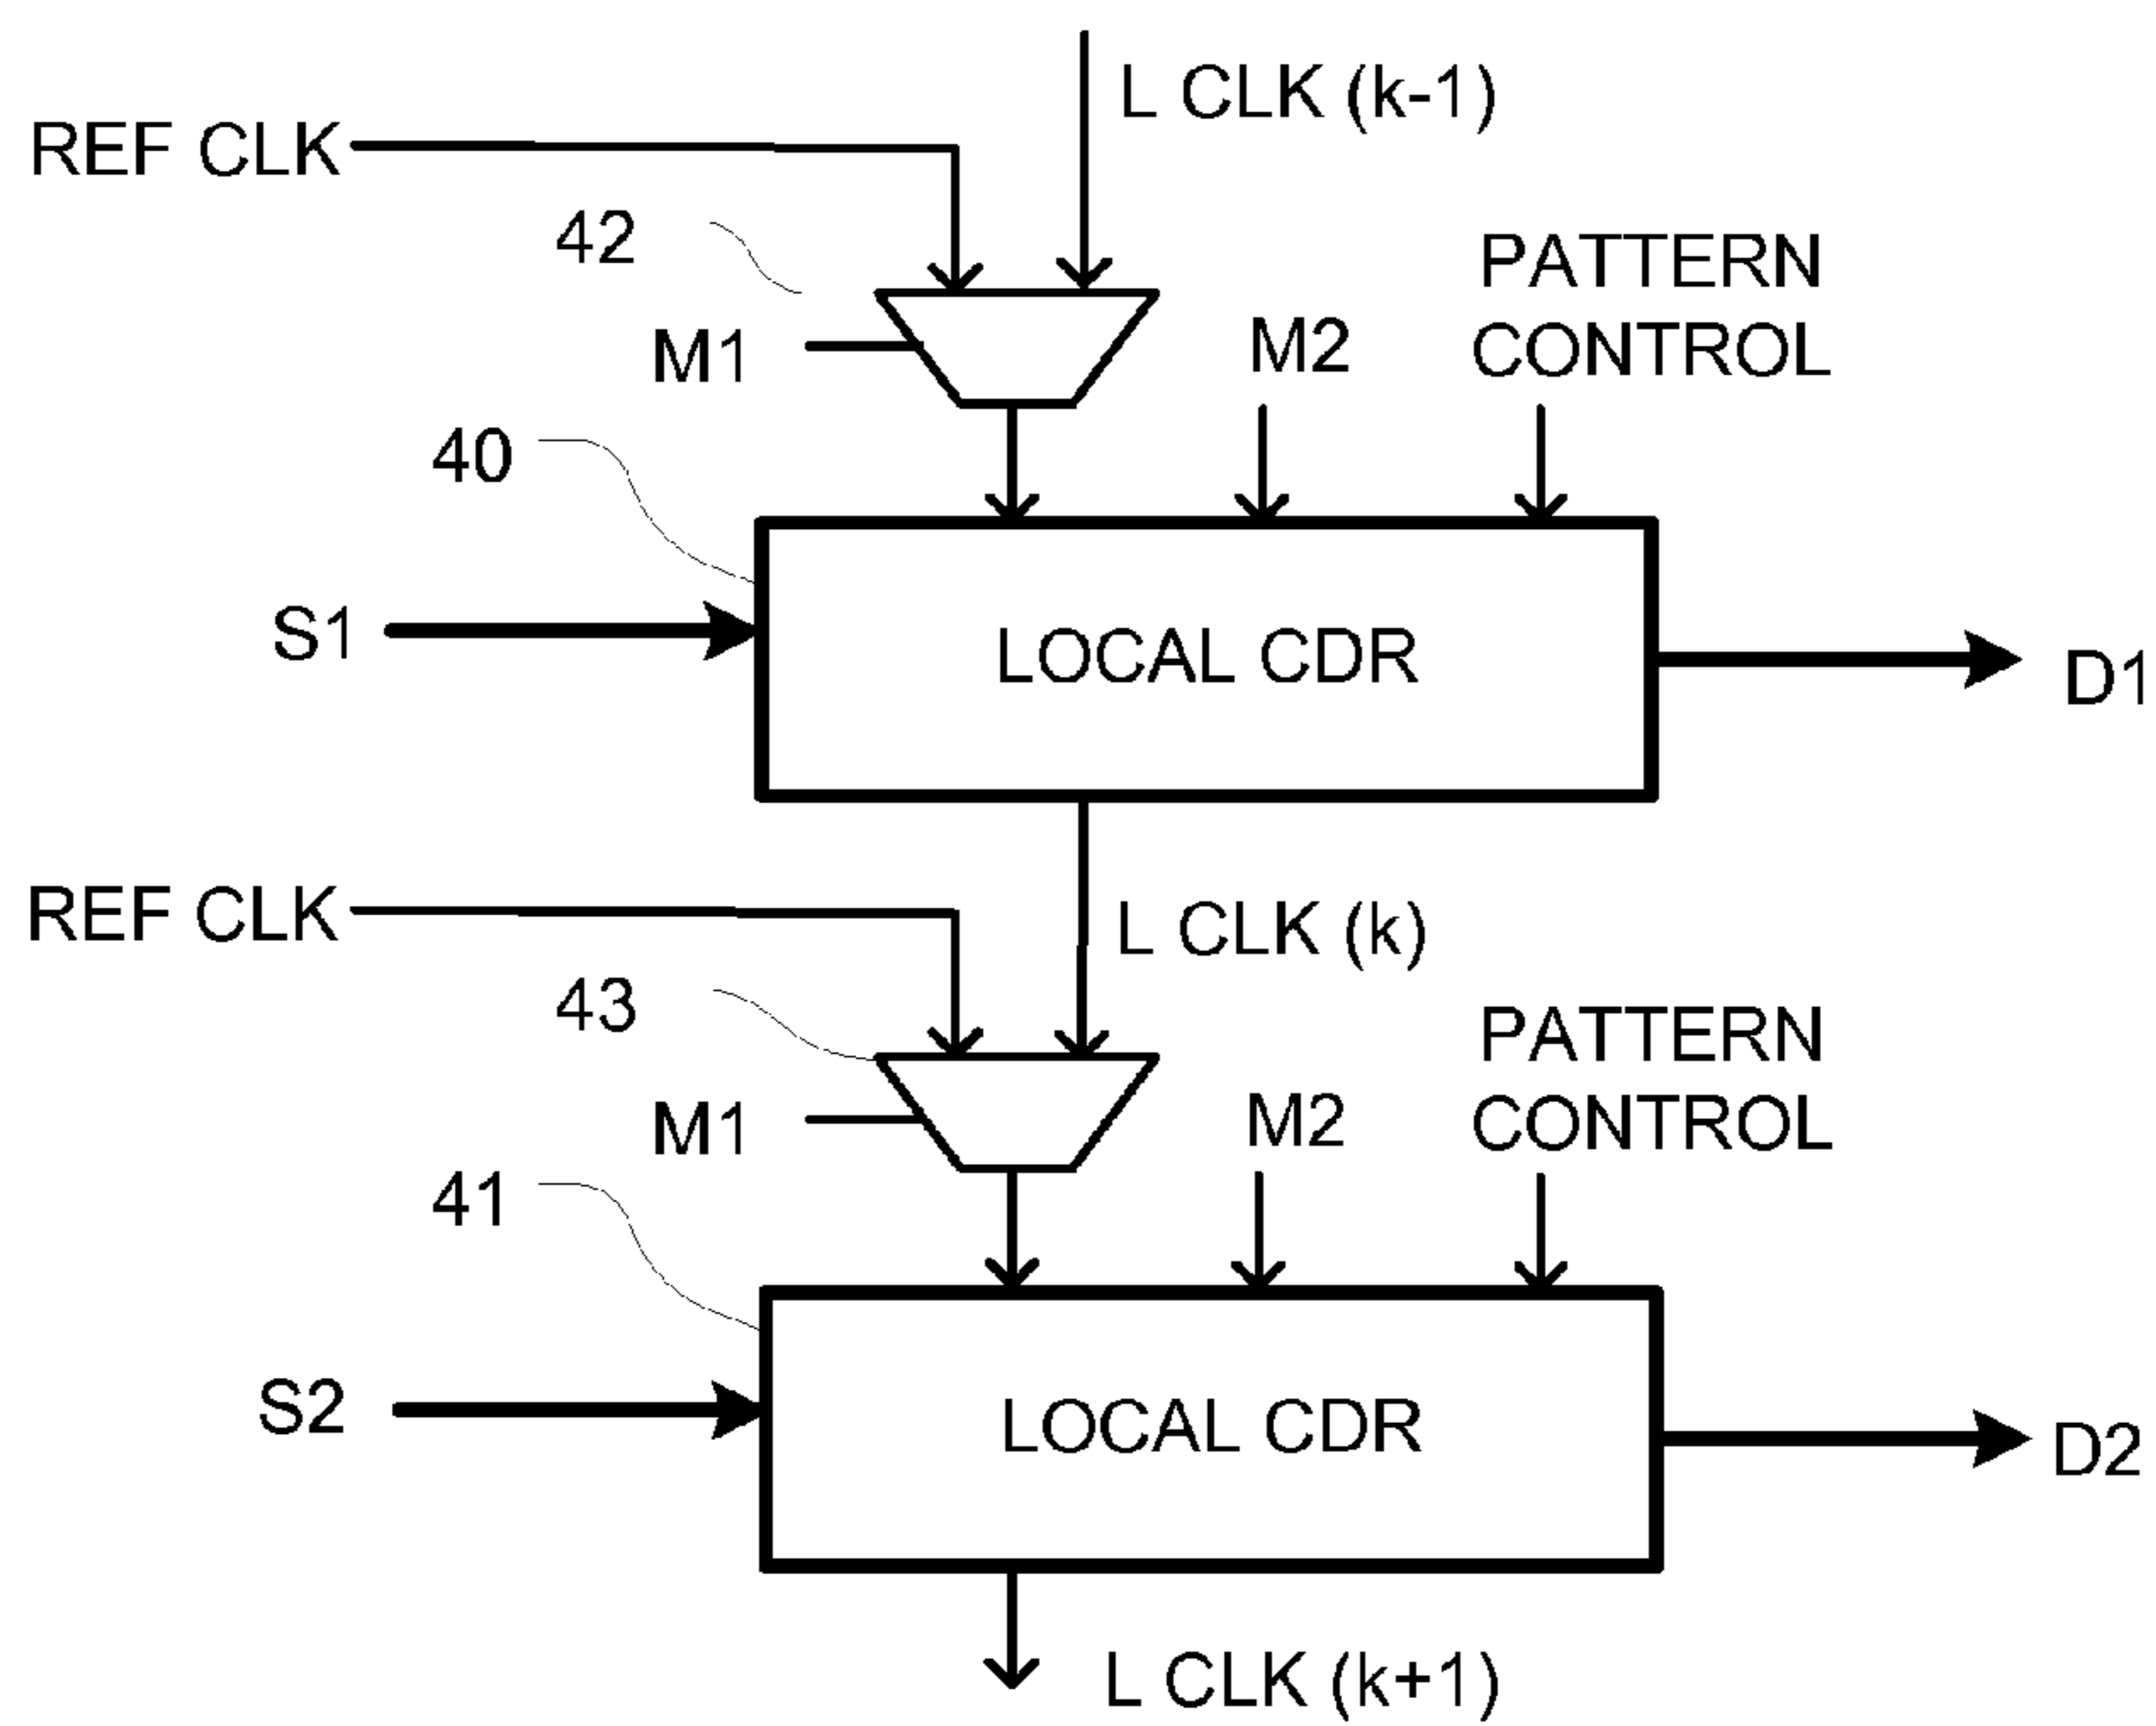 L CLK (k-1)
REF CLK
42
PATTERN
CONTROL
M1
M2
40
S1
LOCAL CDR
D1
REF CLK
L CLK (k)
43
PATTERN
CONTROL
M1
M2
41
S2
LOCAL CDR
D2
L CLK (k+1)